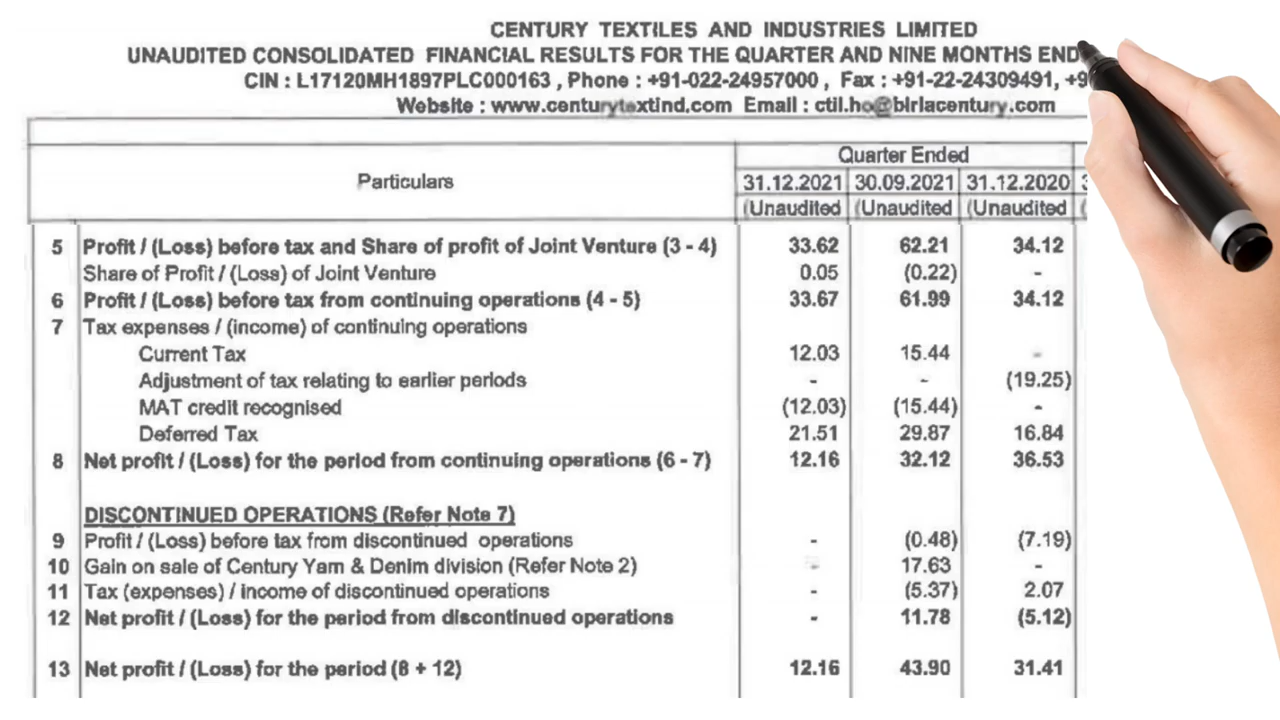 CENTURY TEXTILES AND INDUSTRIES LIMITED
UNAUDITED CONSOLIDATED FINANCIAL RESULTS FOR THE QUARTER AND NINE MONTHS END
CIN : L17120MH1897PLC000163 , Phone : +91-022-24957000 , Fax : +91-22-24309491, +9
Website : www.centurytextind.com Email : ctil.ho@birlacentury.com
Quarter Ended
Particulars 31.12.2021 30.09.2021 31.12.2020
(Unaudited (Unaudited (Unaudited (
5 Profit / (Loss) before tax and Share of profit of Joint Venture (3 - 4) 33.62 62.21 34.12
Share of Profit / (Loss) of Joint Venture 0.05 (0.22) -
6 Profit / (Loss) before tax from continuing operations (4 - 5) 33.67 61.99 34.12
7 Tax expenses / (income) of continuing operations
Current Tax 12.03 15.44 -
Adjustment of tax relating to earlier periods - - (19.25)
MAT credit recognised (12.03) (15.44) -
Deferred Tax 21.51 29.87 16.84
8 Net profit / (Loss) for the period from continuing operations (6 - 7) 12.16 32.12 36.53
DISCONTINUED OPERATIONS (Refer Note 7)
9 Profit / (Loss) before tax from discontinued operations - (0.48) (7.19)
10 Gain on sale of Century Yarn & Denim division (Refer Note 2) - 17.63 -
11 Tax (expenses) / income of discontinued operations - (5.37) 2.07
12 Net profit / (Loss) for the period from discontinued operations - 11.78 (5.12)
13 Net profit / (Loss) for the period (8 + 12) 12.16 43.90 31.41